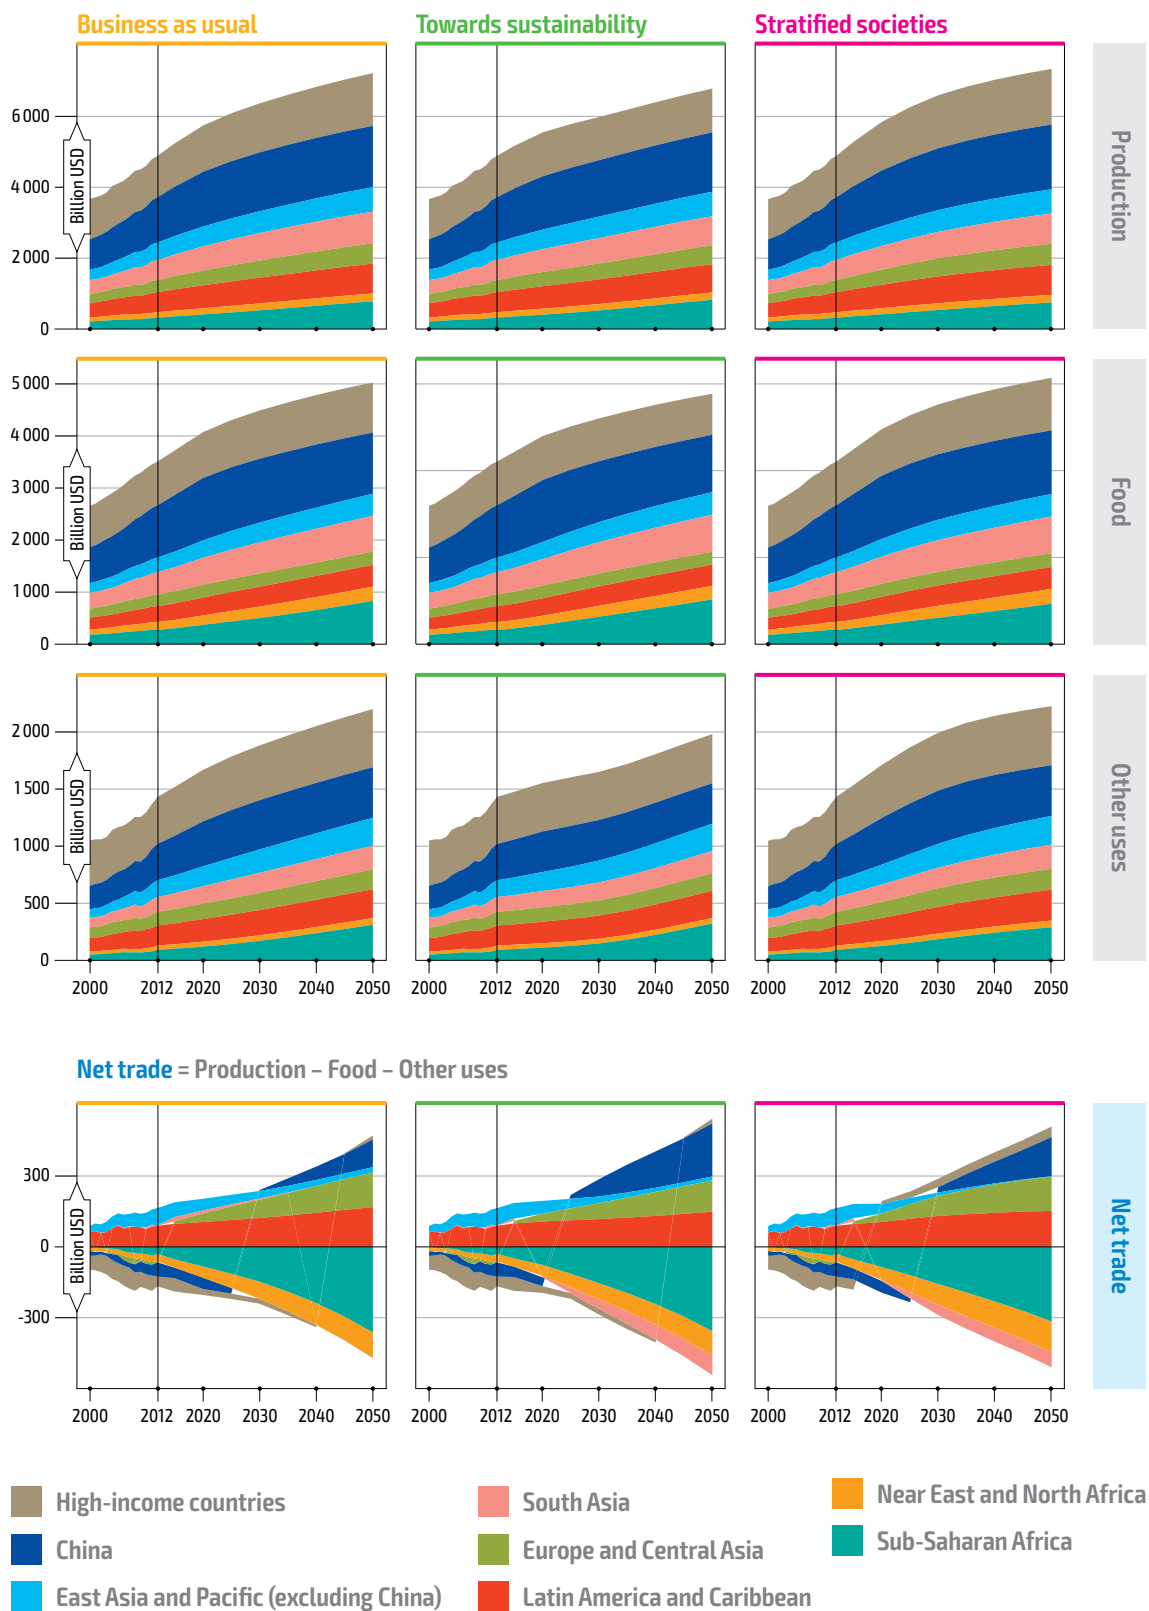 Business as usual
Towards sustainability
Stratified societies
6 000
4 000
2 000
0
Billion USD
Production
5 000
4 000
3 000
2 000
1 000
0
Billion USD
Food
2 000
1 500
1 000
500
0
Billion USD
Other uses
2000 2012 2020 2030 2040 2050
2000 2012 2020 2030 2040 2050
2000 2012 2020 2030 2040 2050
Net trade = Production – Food – Other uses
300
0
-300
Billion USD
Net trade
2000 2012 2020 2030 2040 2050
2000 2012 2020 2030 2040 2050
2000 2012 2020 2030 2040 2050
High-income countries
China
East Asia and Pacific (excluding China)
South Asia
Europe and Central Asia
Latin America and Caribbean
Near East and North Africa
Sub-Saharan Africa